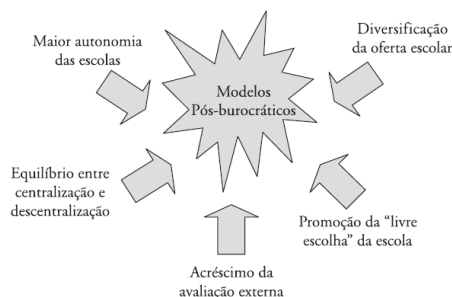 Maior autonomia
das escolas
Diversificação
da oferta escolar
Modelos
Pós-burocráticos
Equilíbrio entre
centralização e
descentralização
Promoção da “livre
escolha” da escola
Acréscimo da
avaliação externa